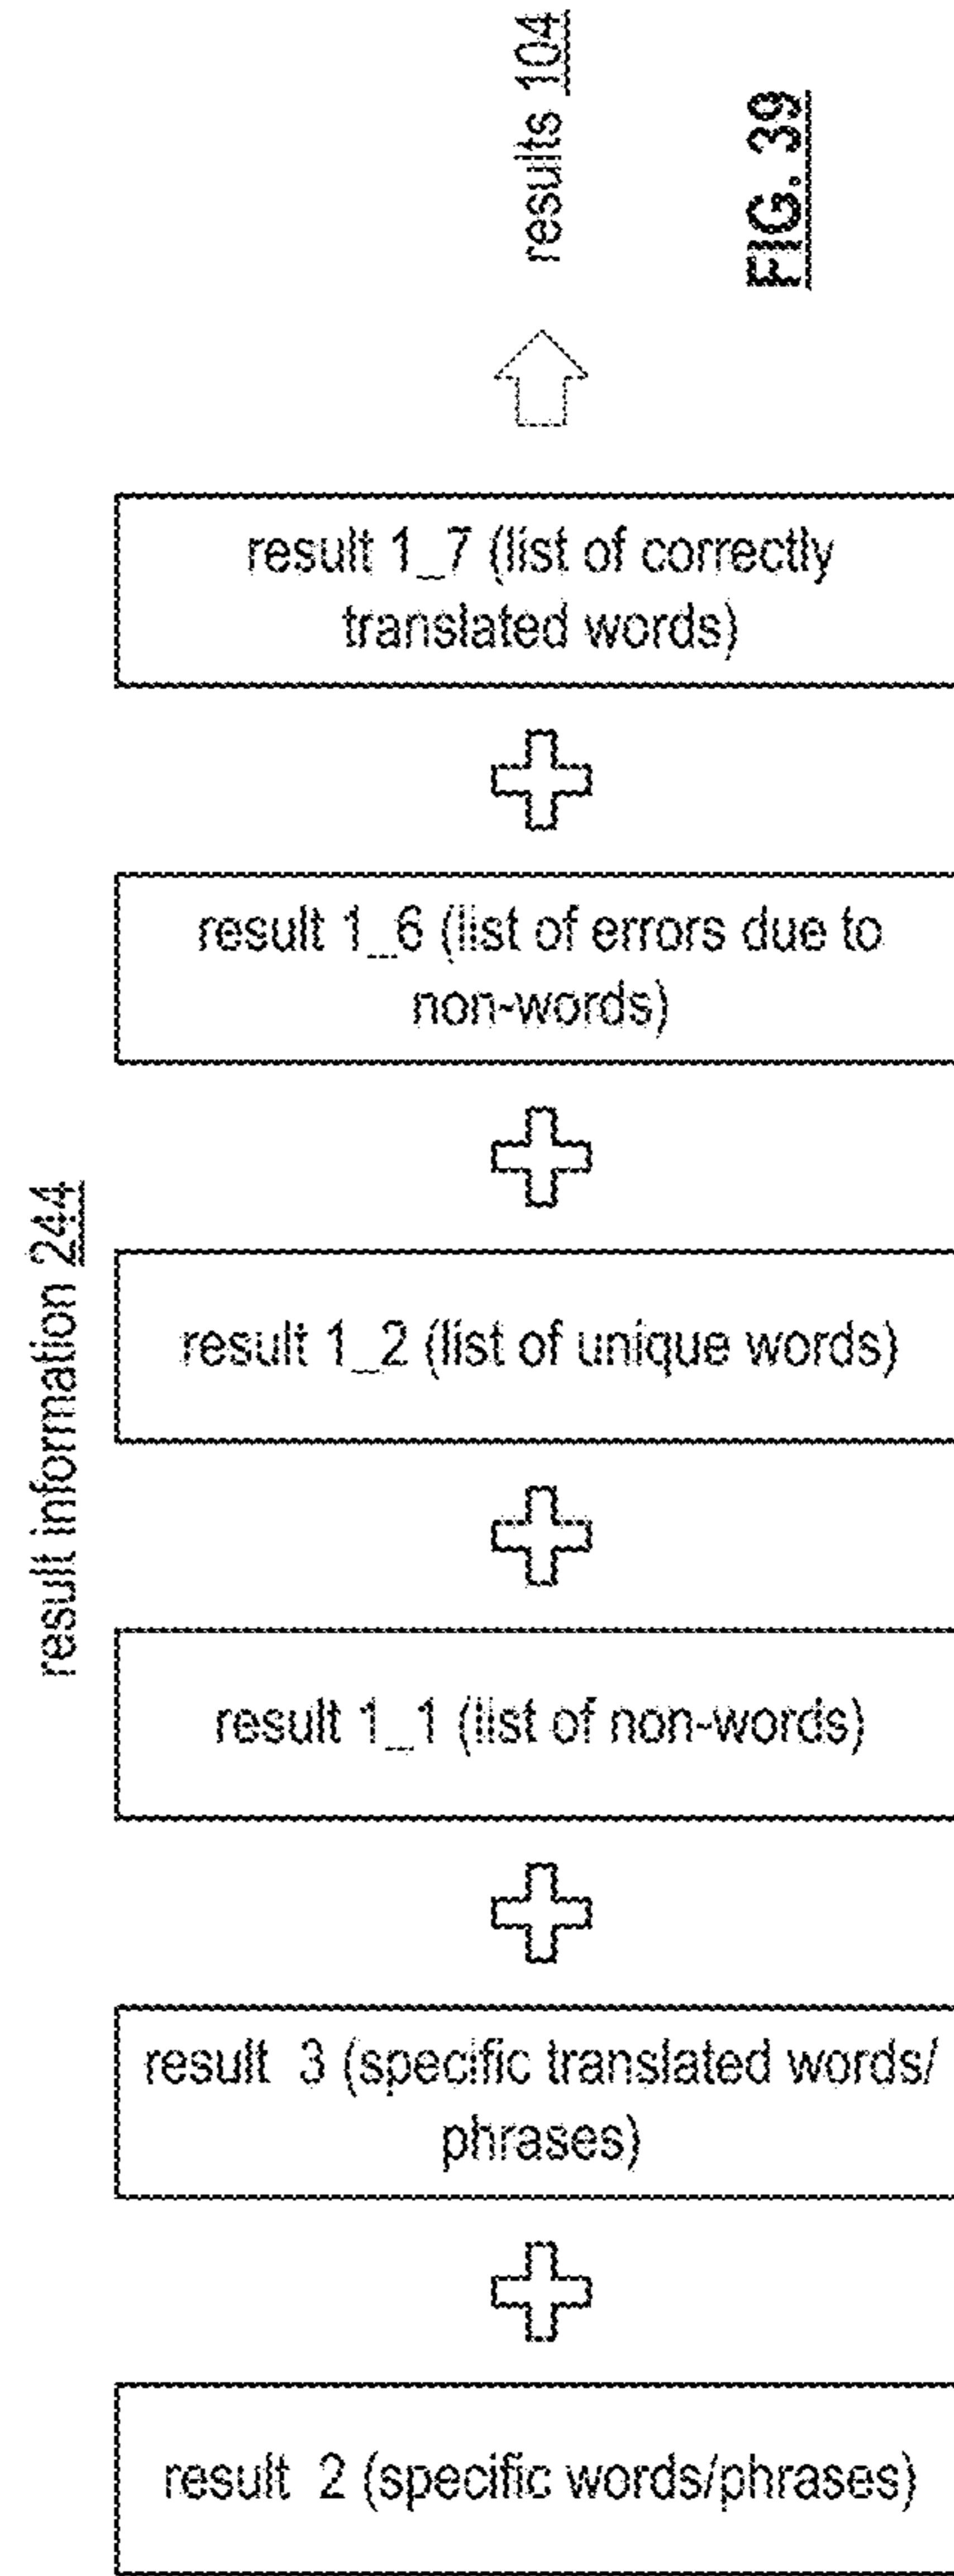 results 104
FIG. 39
result 1_7 (list of correctly
translated words)
result 1_6 (list of errors due to
non-words)
result information 244
result 1_2 (list of unique words)
result 1_1 (list of non-words)
result 3 (specific translated words/
phrases)
result 2 (specific words/phrases)